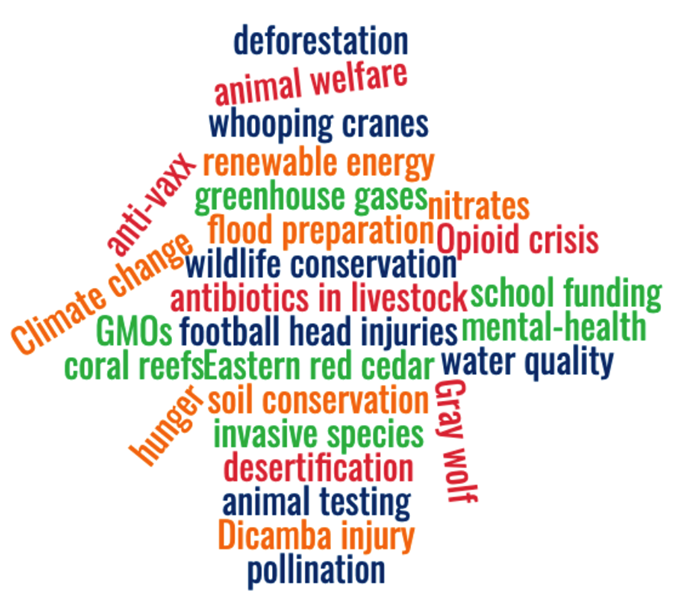 deforestation
animal welfare
whooping cranes
anti-vaxx
renewable energy
greenhouse gases
nitrates
flood preparation
Opioid crisis
Climate change
wildlife conservation
antibiotics in livestock
school funding
GMOs
football head injuries
mental-health
coral reefs
Eastern red cedar
water quality
hunger
soil conservation
Gray wolf
invasive species
desertification
animal testing
Dicamba injury
pollination